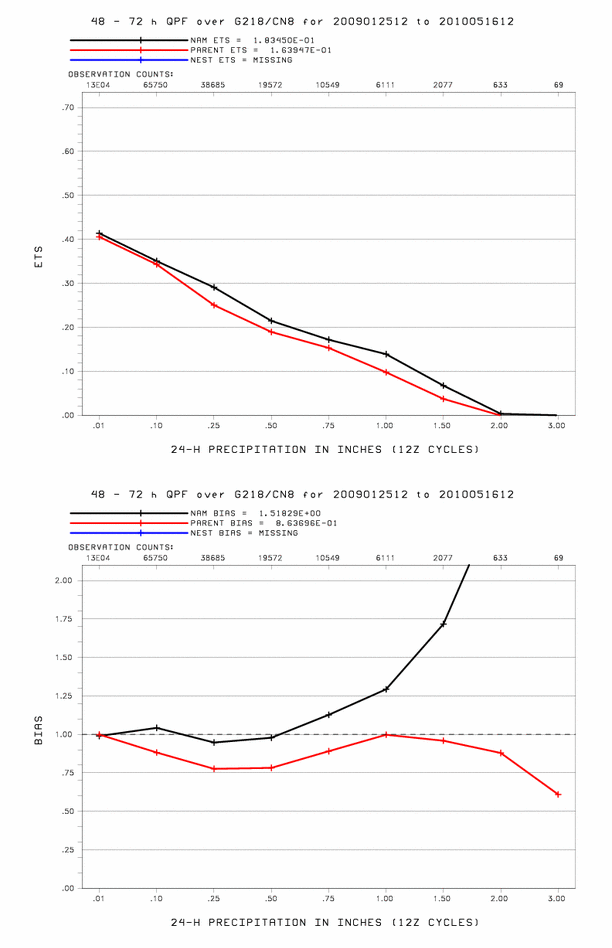 48 - 72 h QPF over G218/CN8 for 2009012512 to 2010051612
NAM ETS = 1.83450E-01
PARENT ETS = 1.63947E-01
NEST ETS = MISSING
OBSERVATION COUNTS:
13E04 65750 38685 19572 10549 6111 2077 633 69
.70
.60
.50
.40
.30
.20
.10
.00
ETS
.01 .10 .25 .50 .75 1.00 1.50 2.00 3.00
24-H PRECIPITATION IN INCHES (12Z CYCLES)
48 - 72 h QPF over G218/CN8 for 2009012512 to 2010051612
NAM BIAS = 1.51829E+00
PARENT BIAS = 8.63696E-01
NEST BIAS = MISSING
OBSERVATION COUNTS:
13E04 65750 38685 19572 10549 6111 2077 633 69
2.00
1.75
1.50
1.25
1.00
.75
.50
.25
.00
BIAS
.01 .10 .25 .50 .75 1.00 1.50 2.00 3.00
24-H PRECIPITATION IN INCHES (12Z CYCLES)